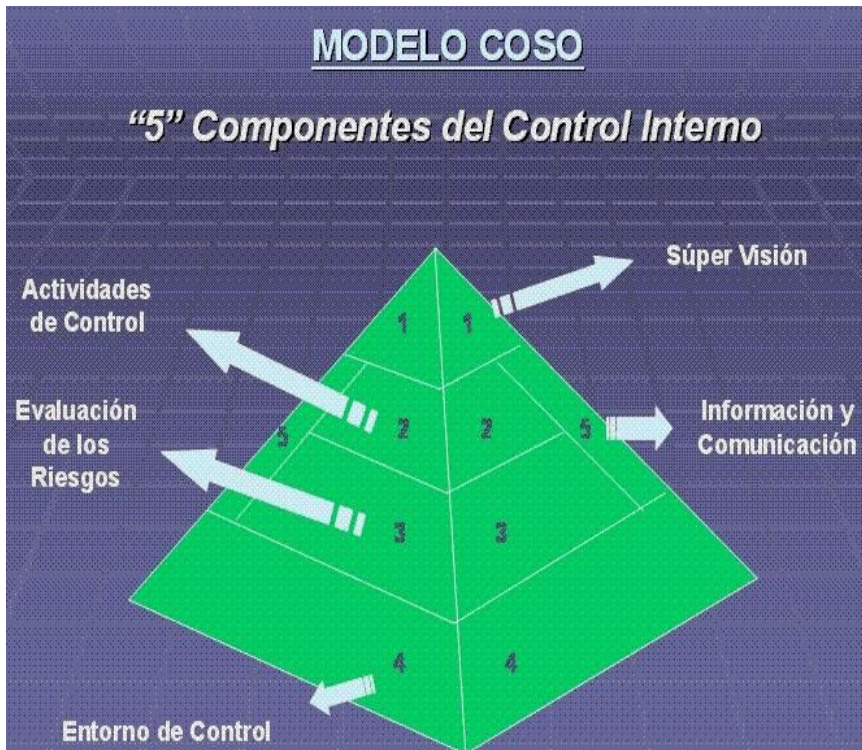 MODELO COSO
“5” Componentes del Control Interno
Súper Visión
Actividades
de Control
1 1
Evaluación
de los
Riesgos
5 2 2 5
Información y
Comunicación
3 3
4 4
Entorno de Control